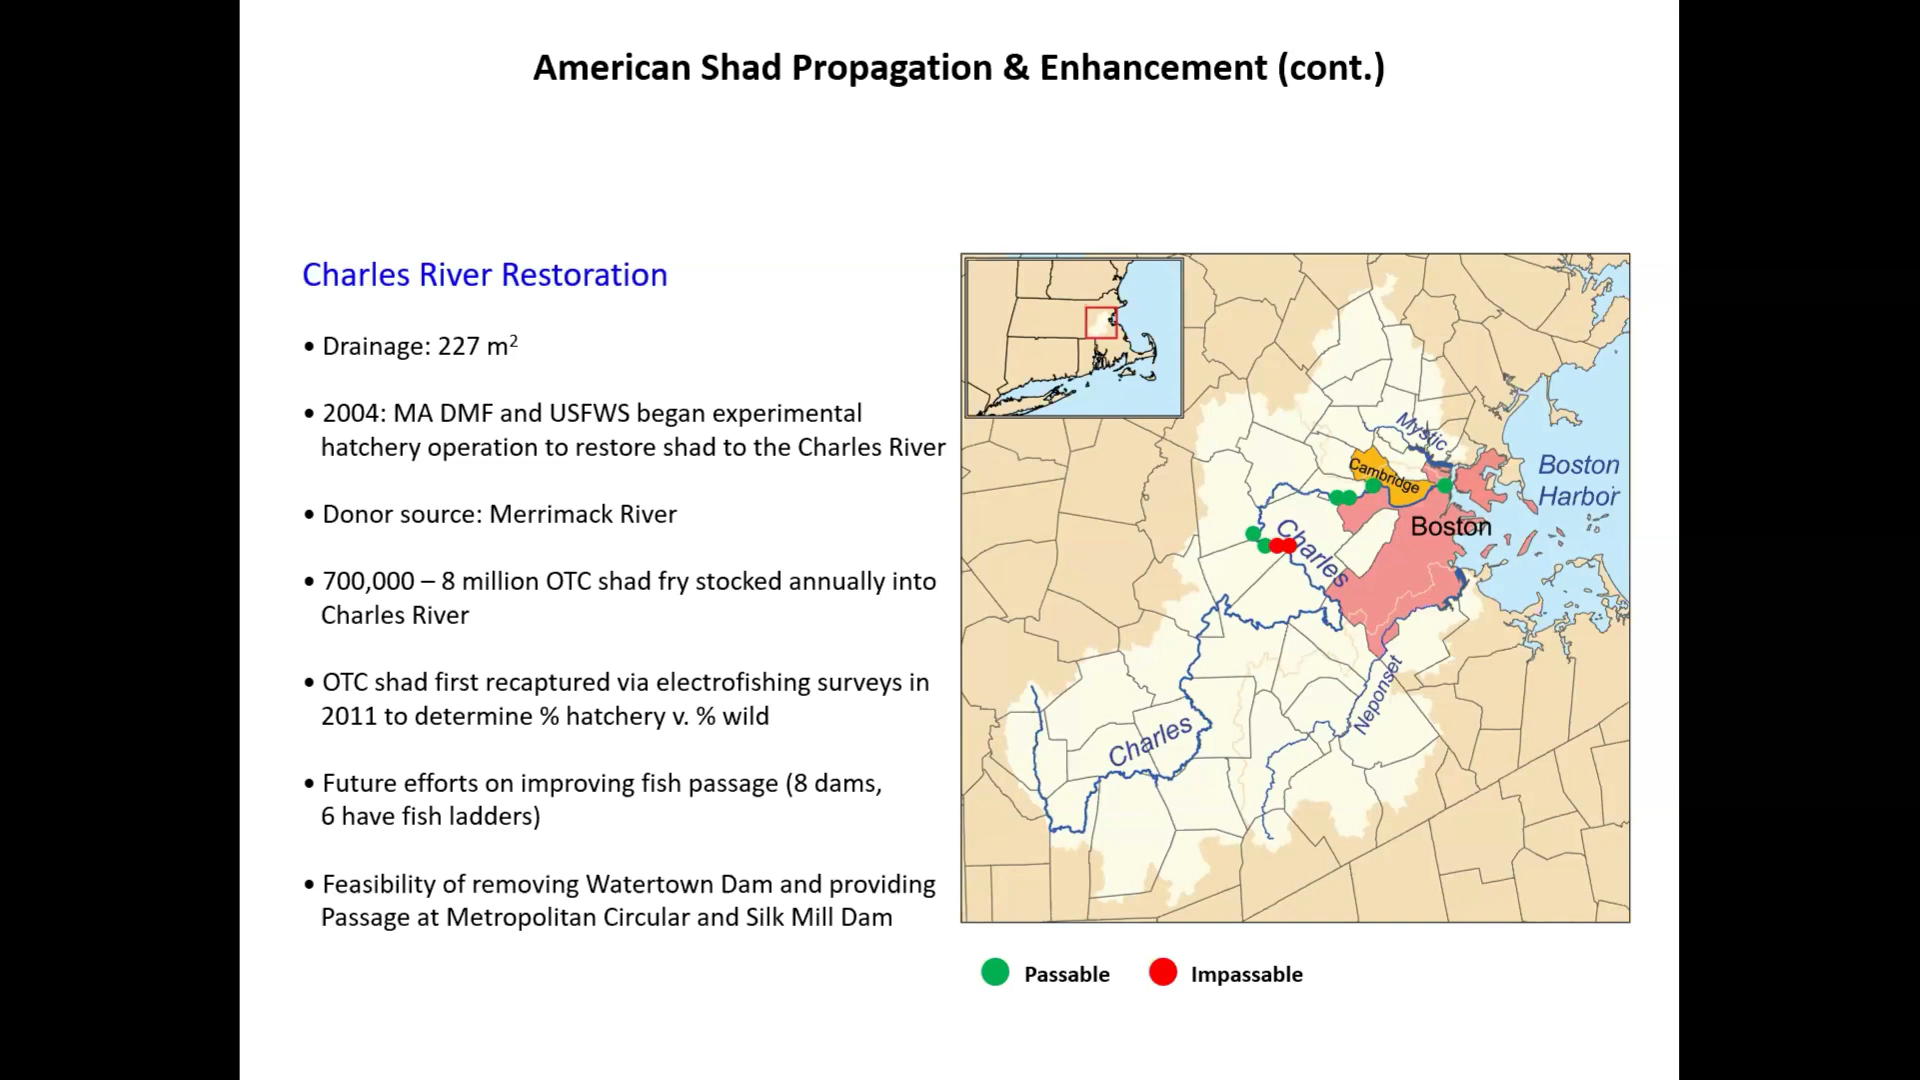 American Shad Propagation & Enhancement (cont.)
Charles River Restoration
• Drainage: 227 m²
• 2004: MA DMF and USFWS began experimental
hatchery operation to restore shad to the Charles River
• Donor source: Merrimack River
• 700,000 – 8 million OTC shad fry stocked annually into
Charles River
• OTC shad first recaptured via electrofishing surveys in
2011 to determine % hatchery v. % wild
• Future efforts on improving fish passage (8 dams,
6 have fish ladders)
• Feasibility of removing Watertown Dam and providing
Passage at Metropolitan Circular and Silk Mill Dam
Mystic
Cambridge
Boston
Harbor
Boston
Charles
Neponset
Charles
Passable
Impassable